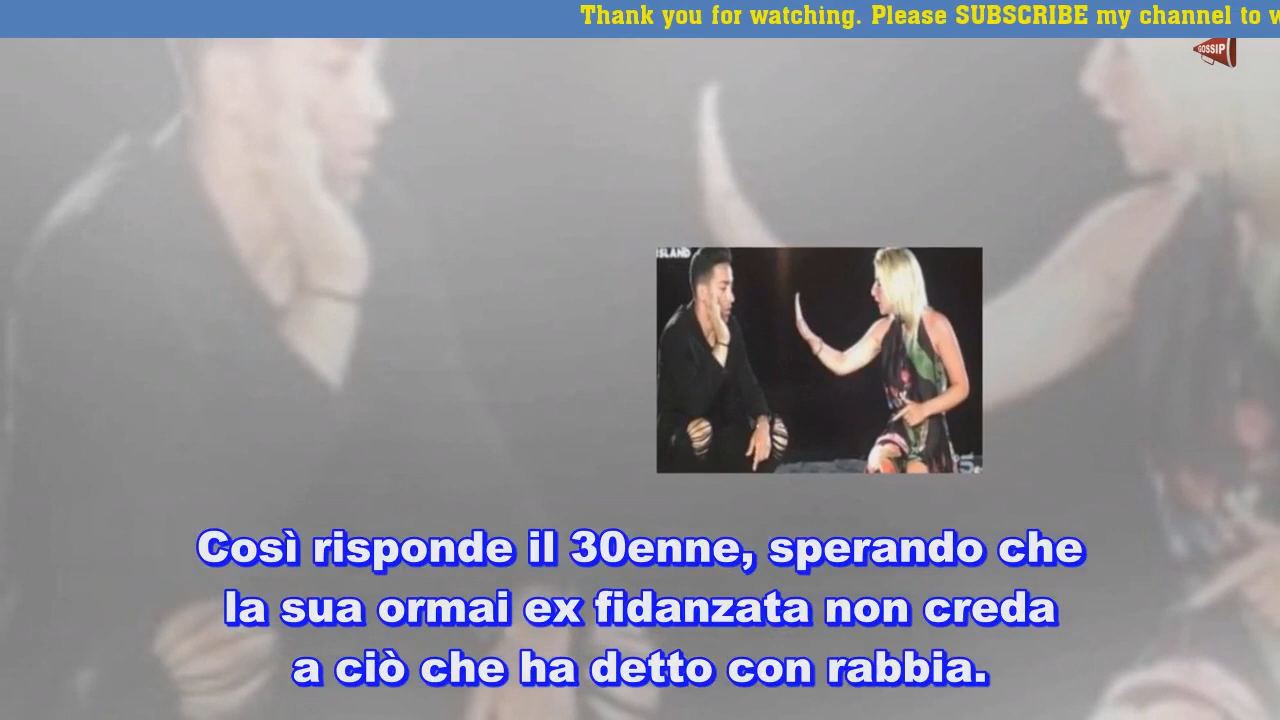 Thank you for watching. Please SUBSCRIBE my channel to
GOSSIP
ISLAND
Così risponde il 30enne, sperando che
la sua ormai ex fidanzata non creda
a ciò che ha detto con rabbia.